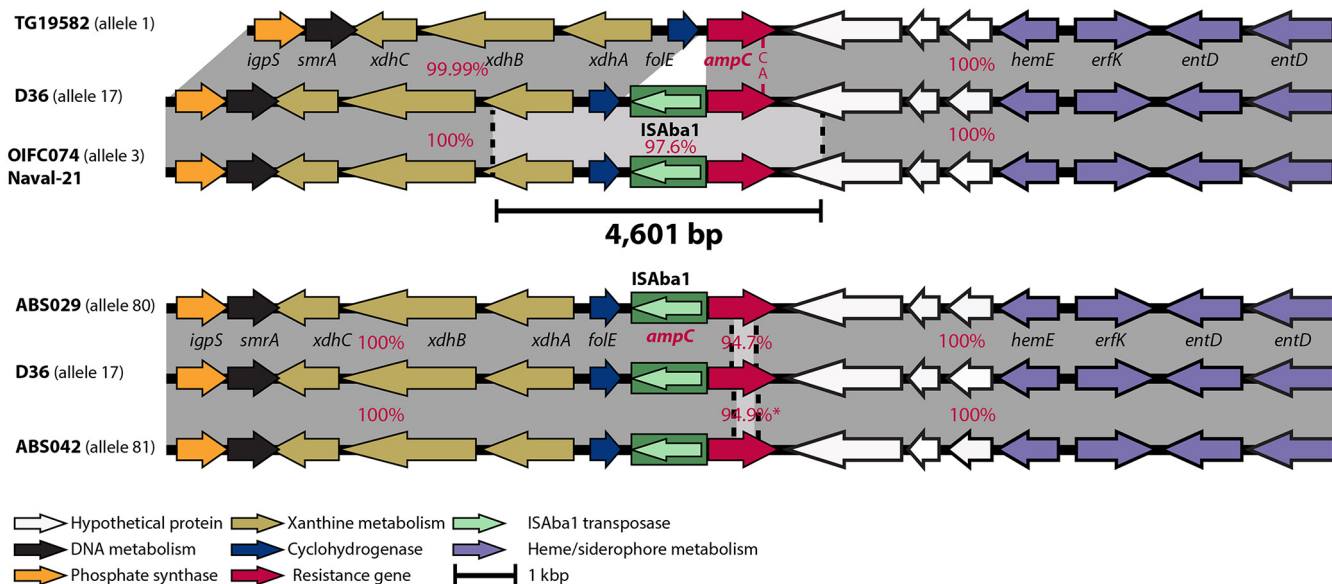 TG19582 (allele 1)
igpS smrA xdhC 99.99% xdhB xdhA folE ampC C A 100% hemE erfK entD entD
D36 (allele 17)
ISAba1
100% 97.6% 100%
OIFC074 (allele 3)
Naval-21
4,601 bp
ISAba1
ABS029 (allele 80)
igpS smrA xdhC 100% xdhB xdhA folE ampC 94.7% 100% hemE erfK entD entD
D36 (allele 17)
100% 94.9%* 100%
ABS042 (allele 81)
Hypothetical protein Xanthine metabolism ISAba1 transposase
DNA metabolism Cyclohydrogenase Heme/siderophore metabolism
Phosphate synthase Resistance gene 1 kbp